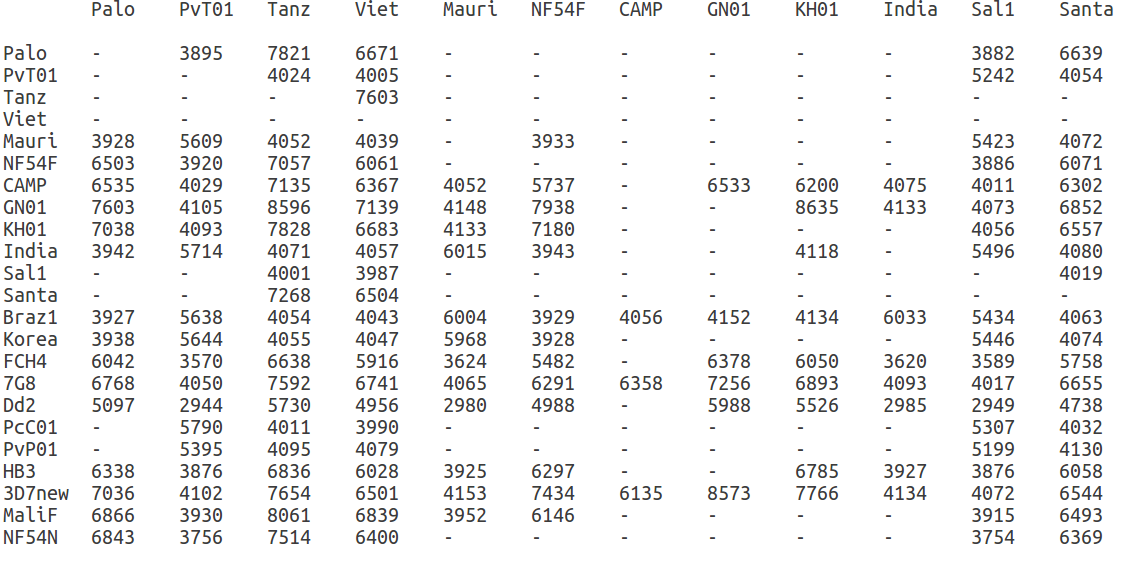 Palo PvT01 Tanz Viet Mauri NF54F CAMP GN01 KH01 India Sal1 Santa
Palo - 3895 7821 6671 - - - - - - 3882 6639
PvT01 - - 4024 4005 - - - - - - 5242 4054
Tanz - - - 7603 - - - - - - - -
Viet - - - - - - - - - - - -
Mauri 3928 5609 4052 4039 - 3933 - - - - 5423 4072
NF54F 6503 3920 7057 6061 - - - - - - 3886 6071
CAMP 6535 4029 7135 6367 4052 5737 - 6533 6200 4075 4011 6302
GN01 7603 4105 8596 7139 4148 7938 - - 8635 4133 4073 6852
KH01 7038 4093 7828 6683 4133 7180 - - - - 4056 6557
India 3942 5714 4071 4057 6015 3943 - - 4118 - 5496 4080
Sal1 - - 4001 3987 - - - - - - - 4019
Santa - - 7268 6504 - - - - - - - -
Braz1 3927 5638 4054 4043 6004 3929 4056 4152 4134 6033 5434 4063
Korea 3938 5644 4055 4047 5968 3928 - - - - 5446 4074
FCH4 6042 3570 6638 5916 3624 5482 - 6378 6050 3620 3589 5758
7G8 6768 4050 7592 6741 4065 6291 6358 7256 6893 4093 4017 6655
Dd2 5097 2944 5730 4956 2980 4988 - 5988 5526 2985 2949 4738
PcC01 - 5790 4011 3990 - - - - - - 5307 4032
PvP01 - 5395 4095 4079 - - - - - - 5199 4130
HB3 6338 3876 6836 6028 3925 6297 - - 6785 3927 3876 6058
3D7new 7036 4102 7654 6501 4153 7434 6135 8573 7766 4134 4072 6544
MaliF 6866 3930 8061 6839 3952 6146 - - - - 3915 6493
NF54N 6843 3756 7514 6400 - - - - - - 3754 6369